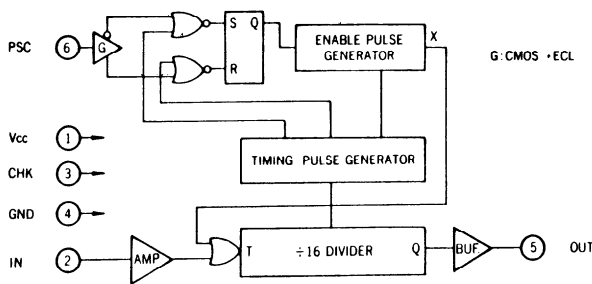 PSC 6 G S Q R ENABLE PULSE GENERATOR X G:CMOS →ECL
Vcc 1
CHK 3 TIMING PULSE GENERATOR
GND 4
IN 2 AMP T ÷16 DIVIDER Q BUF 5 OUT